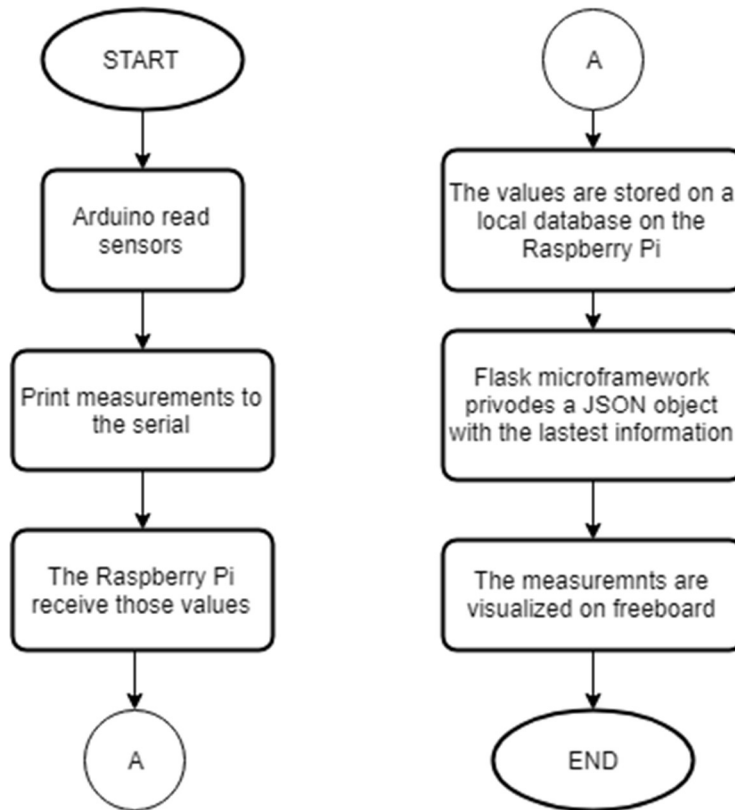 START
Arduino read
sensors
Print measurements to
the serial
The Raspberry Pi
receive those values
A
A
The values are stored on a
local database on the
Raspberry Pi
Flask microframework
privodes a JSON object
with the lastest information
The measuremnts are
visualized on freeboard
END